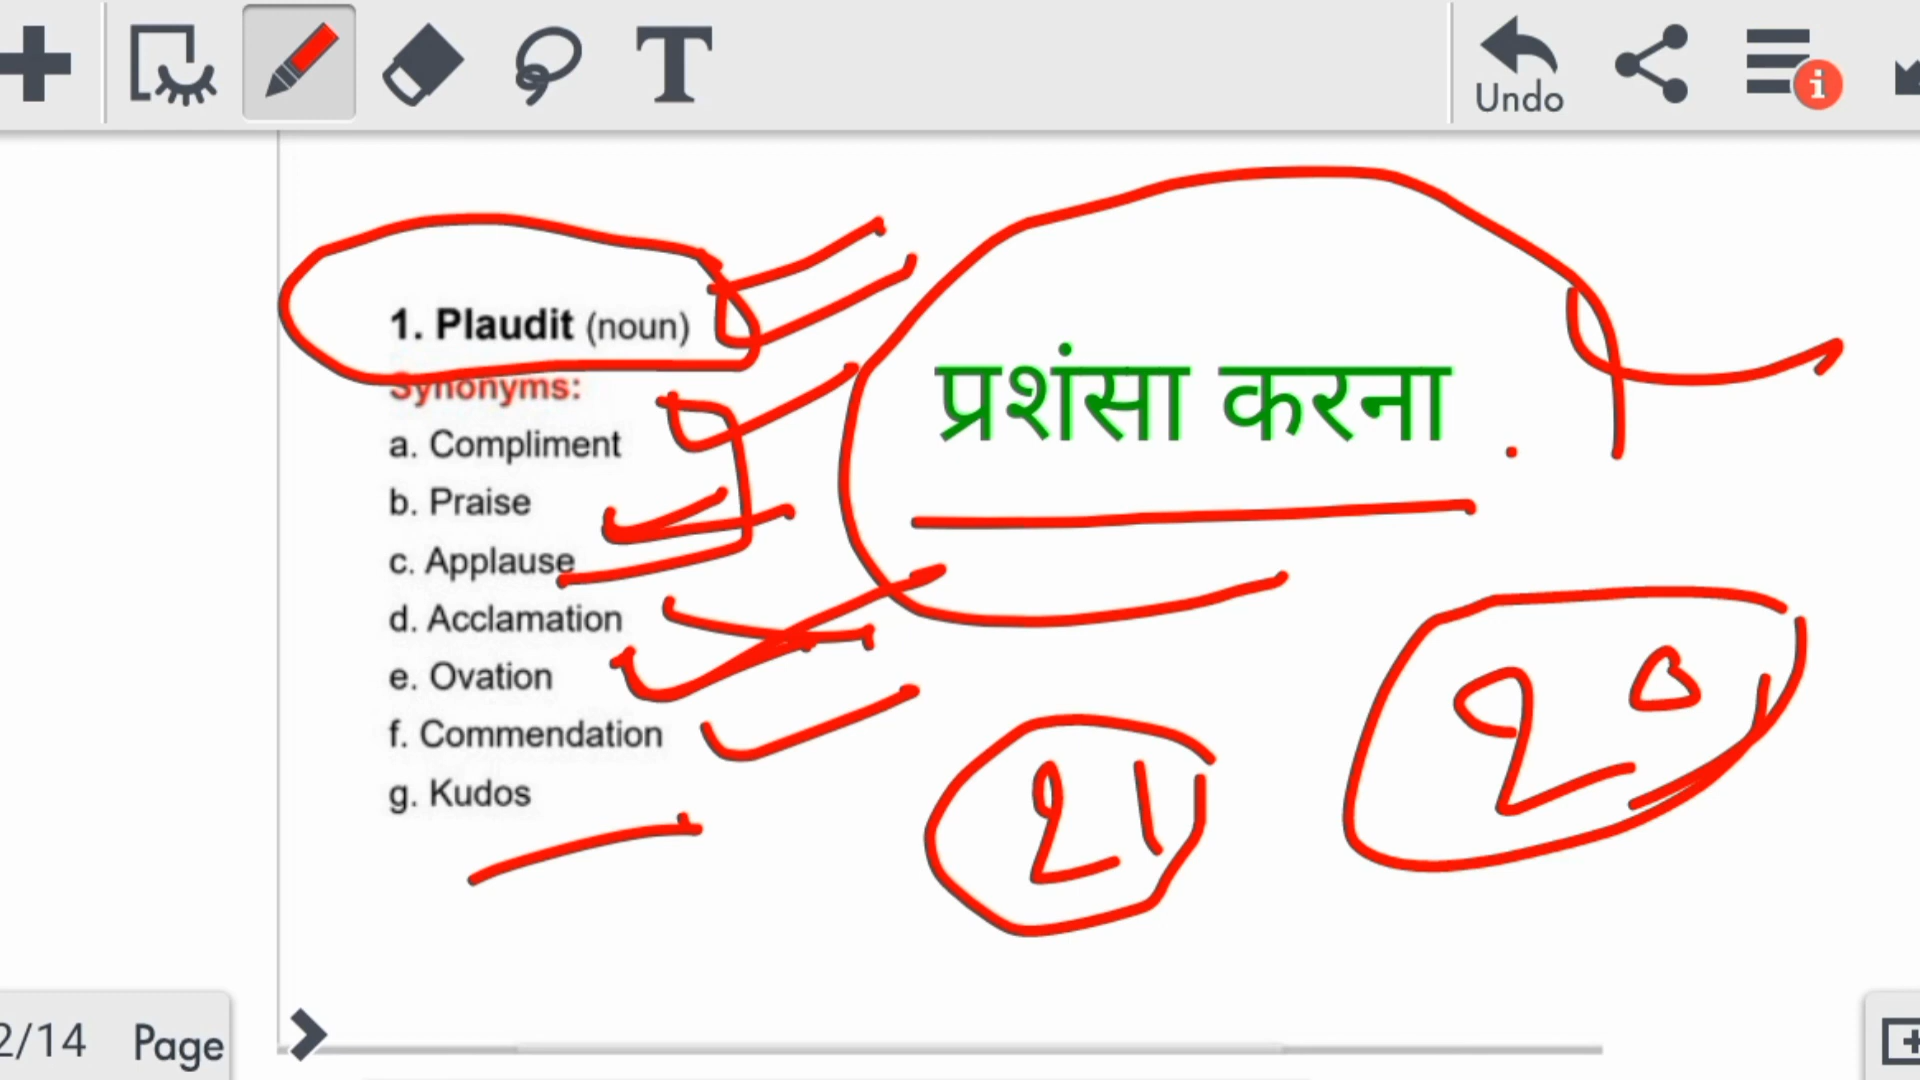 T
Undo
1. Plaudit (noun)
Synonyms:
a. Compliment
b. Praise
c. Applause
d. Acclamation
e. Ovation
f. Commendation
g. Kudos
प्रशंसा करना
21
20
2/14 Page